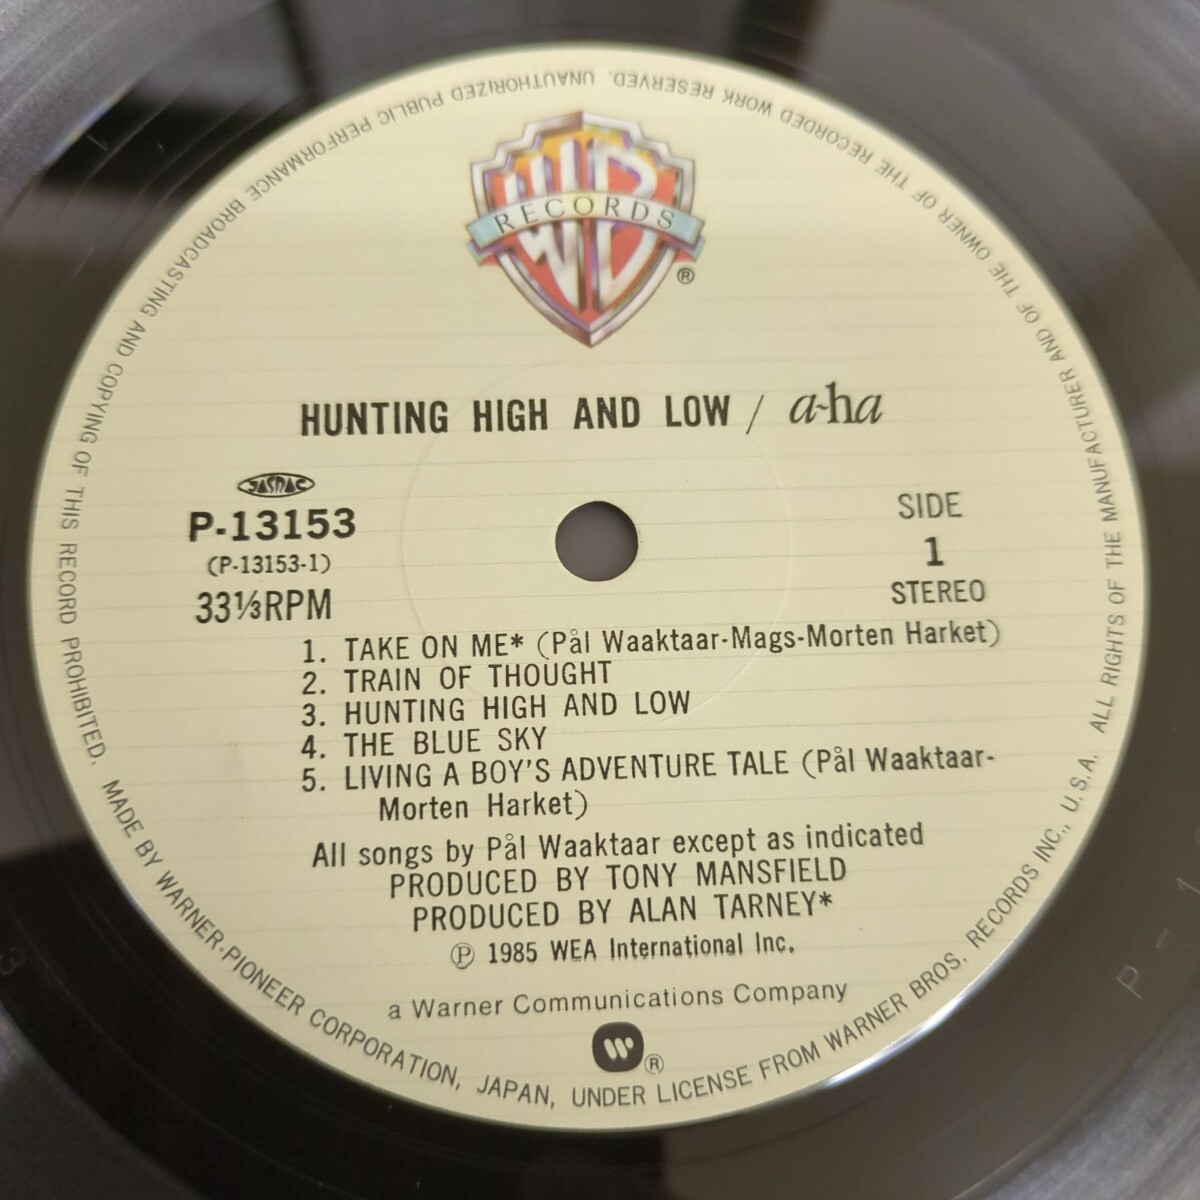 WB
RECORDS
®
HUNTING HIGH AND LOW / a-ha
JASRAC
P-13153
(P-13153-1)
33⅓RPM
SIDE
1
STEREO
1. TAKE ON ME* (Pål Waaktaar-Mags-Morten Harket)
2. TRAIN OF THOUGHT
3. HUNTING HIGH AND LOW
4. THE BLUE SKY
5. LIVING A BOY'S ADVENTURE TALE (Pål Waaktaar-
Morten Harket)
All songs by Pål Waaktaar except as indicated
PRODUCED BY TONY MANSFIELD
PRODUCED BY ALAN TARNEY*
Ⓟ 1985 WEA International Inc.
a Warner Communications Company
®
MADE BY WARNER-PIONEER CORPORATION, JAPAN, UNDER LICENSE FROM WARNER BROS. RECORDS INC., U.S.A. ALL RIGHTS OF THE MANUFACTURER AND OF THE OWNER OF THE RECORDED WORK RESERVED. UNAUTHORIZED PUBLIC PERFORMANCE BROADCASTING AND COPYING OF THIS RECORD PROHIBITED.
P-1
3